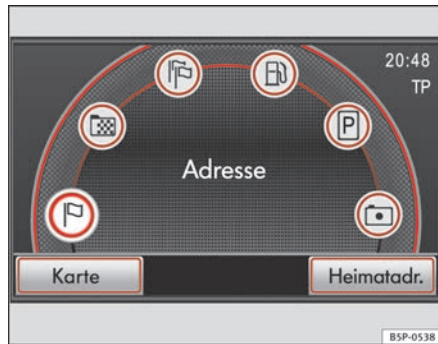 20:48
TP
P
Adresse
Karte
Heimatadr.
B5P-0538